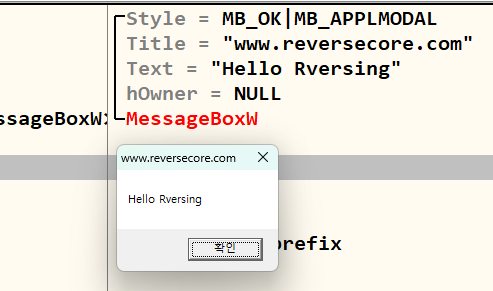 Style = MB_OK|MB_APPLMODAL
Title = "www.reversecore.com"
Text = "Hello Rversing"
hOwner = NULL
ssageBoxW> MessageBoxW
www.reversecore.com
Hello Rversing
확인
prefix